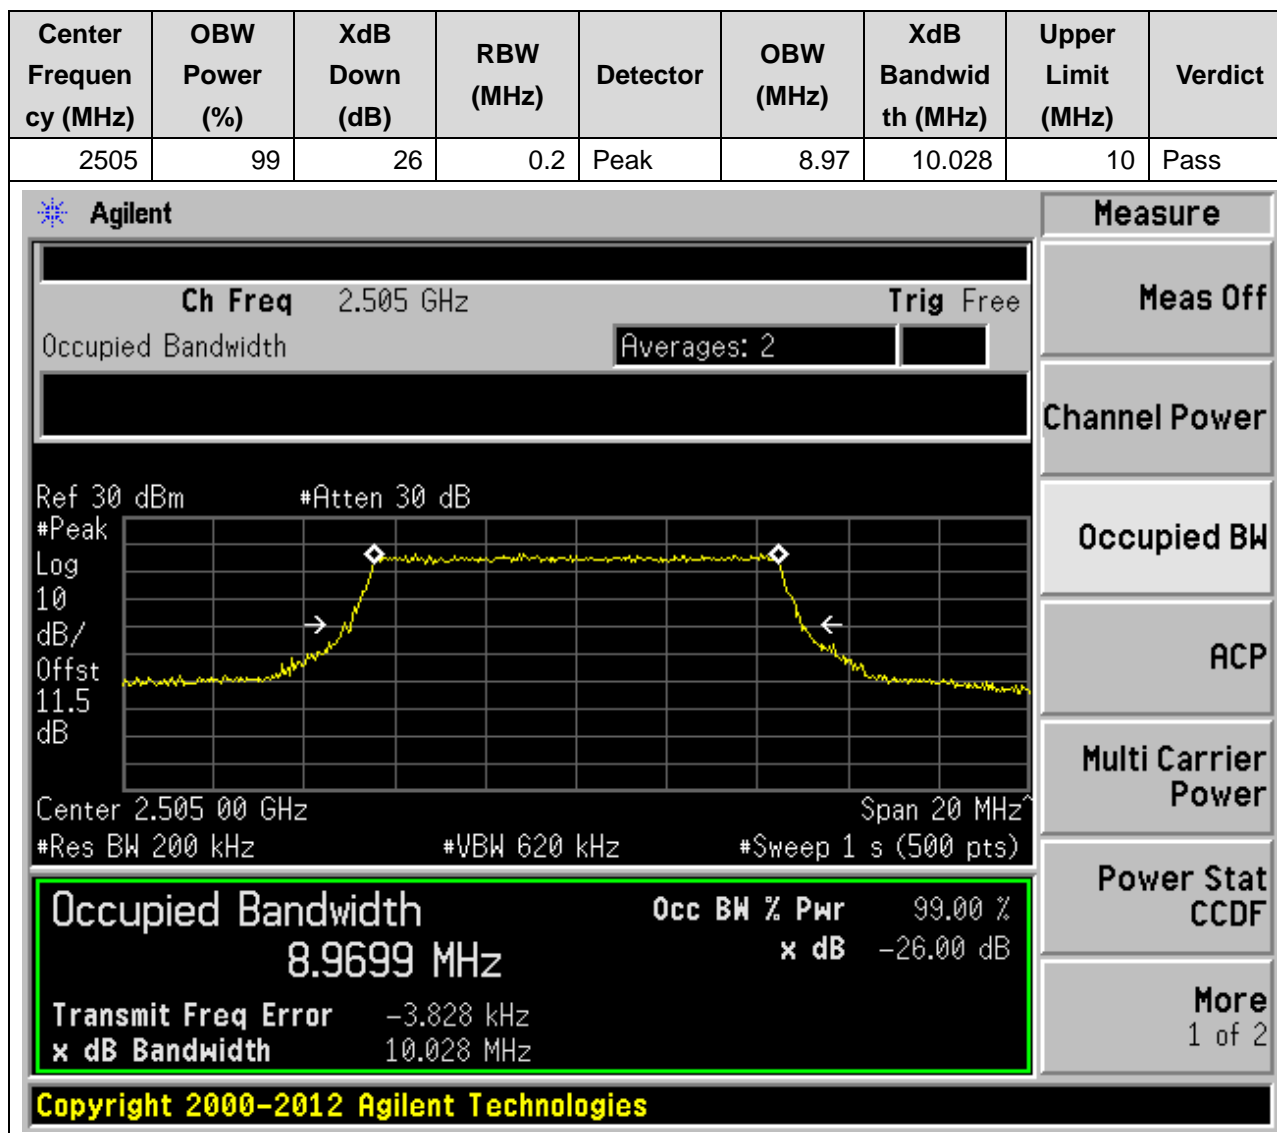 Center Frequen cy (MHz) OBW Power (%) XdB Down (dB) RBW (MHz) Detector OBW (MHz) XdB Bandwid th (MHz) Upper Limit (MHz) Verdict
2505 99 26 0.2 Peak 8.97 10.028 10 Pass
Agilent
Measure
Ch Freq 2.505 GHz Trig Free
Occupied Bandwidth Averages: 2
Ref 30 dBm #Atten 30 dB
#Peak
Log
10
dB/
Offst
11.5
dB
Center 2.505 00 GHz Span 20 MHz^
#Res BW 200 kHz #VBW 620 kHz #Sweep 1 s (500 pts)
Occupied Bandwidth Occ BW % Pwr 99.00 %
8.9699 MHz x dB -26.00 dB
Transmit Freq Error -3.828 kHz
x dB Bandwidth 10.028 MHz
Copyright 2000-2012 Agilent Technologies
Meas Off
Channel Power
Occupied BW
ACP
Multi Carrier
Power
Power Stat
CCDF
More
1 of 2